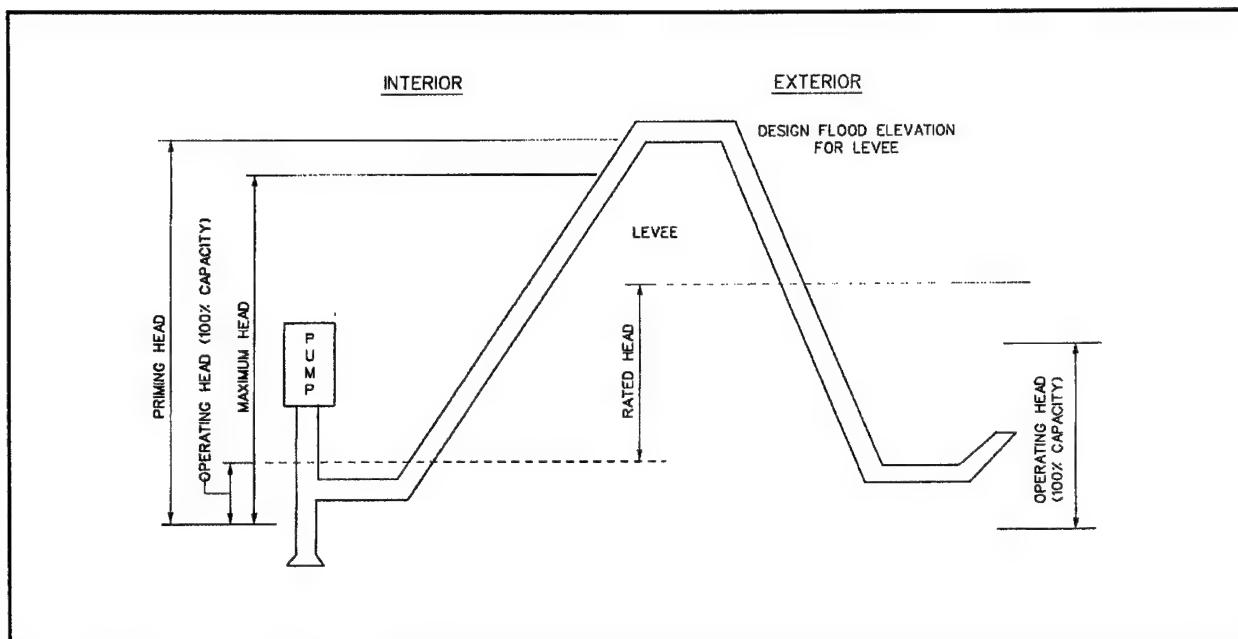 INTERIOR
EXTERIOR
DESIGN FLOOD ELEVATION
FOR LEVEE
LEVEE
PRIMING HEAD
OPERATING HEAD (100% CAPACITY)
MAXIMUM HEAD
PUMP
RATED HEAD
OPERATING HEAD
(100% CAPACITY)